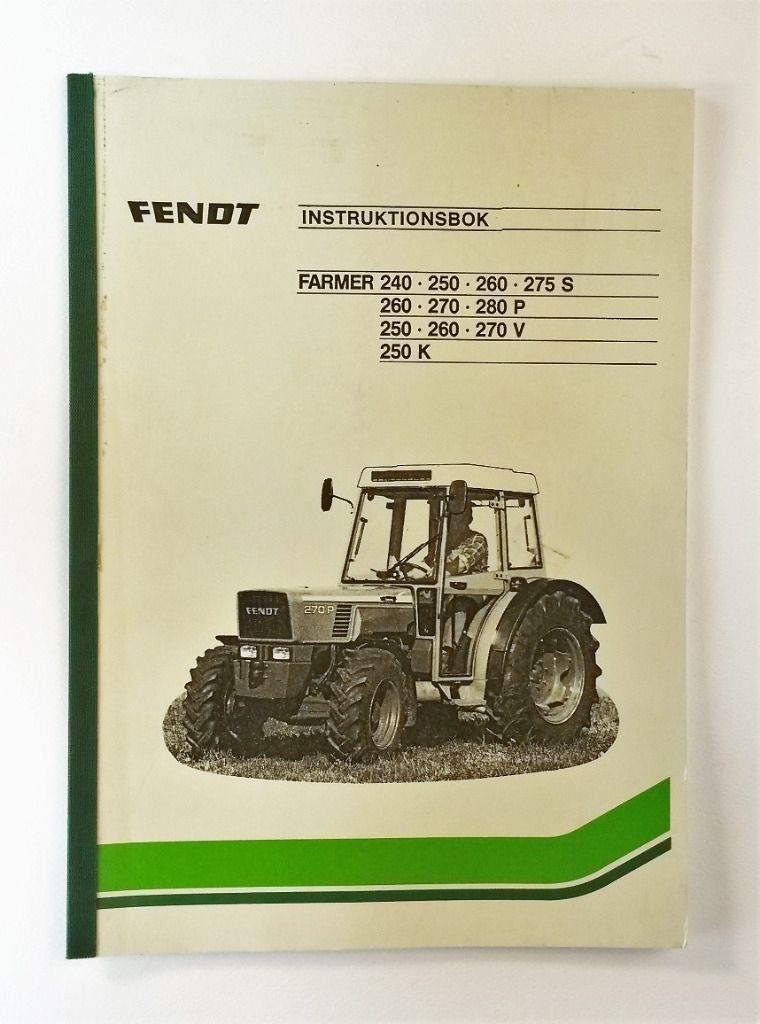 FENDT
INSTRUKTIONSBOK
FARMER 240 · 250 · 260 · 275 S
260 · 270 · 280 P
250 · 260 · 270 V
250 K
FENDT
270 P